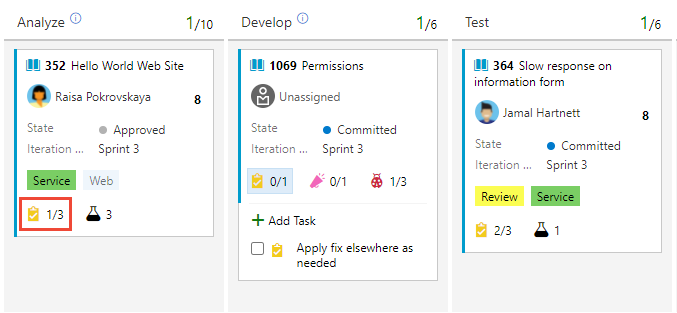 Analyze
1/10
352 Hello World Web Site
Raisa Pokrovskaya
8
State
Approved
Iteration ...
Sprint 3
Service
Web
1/3
3
Develop
1/6
1069 Permissions
Unassigned
State
Committed
Iteration ...
Sprint 3
0/1
0/1
1/3
Add Task
Apply fix elsewhere as
needed
Test
1/6
364 Slow response on
information form
Jamal Hartnett
8
State
Committed
Iteration ...
Sprint 3
Review
Service
2/3
1